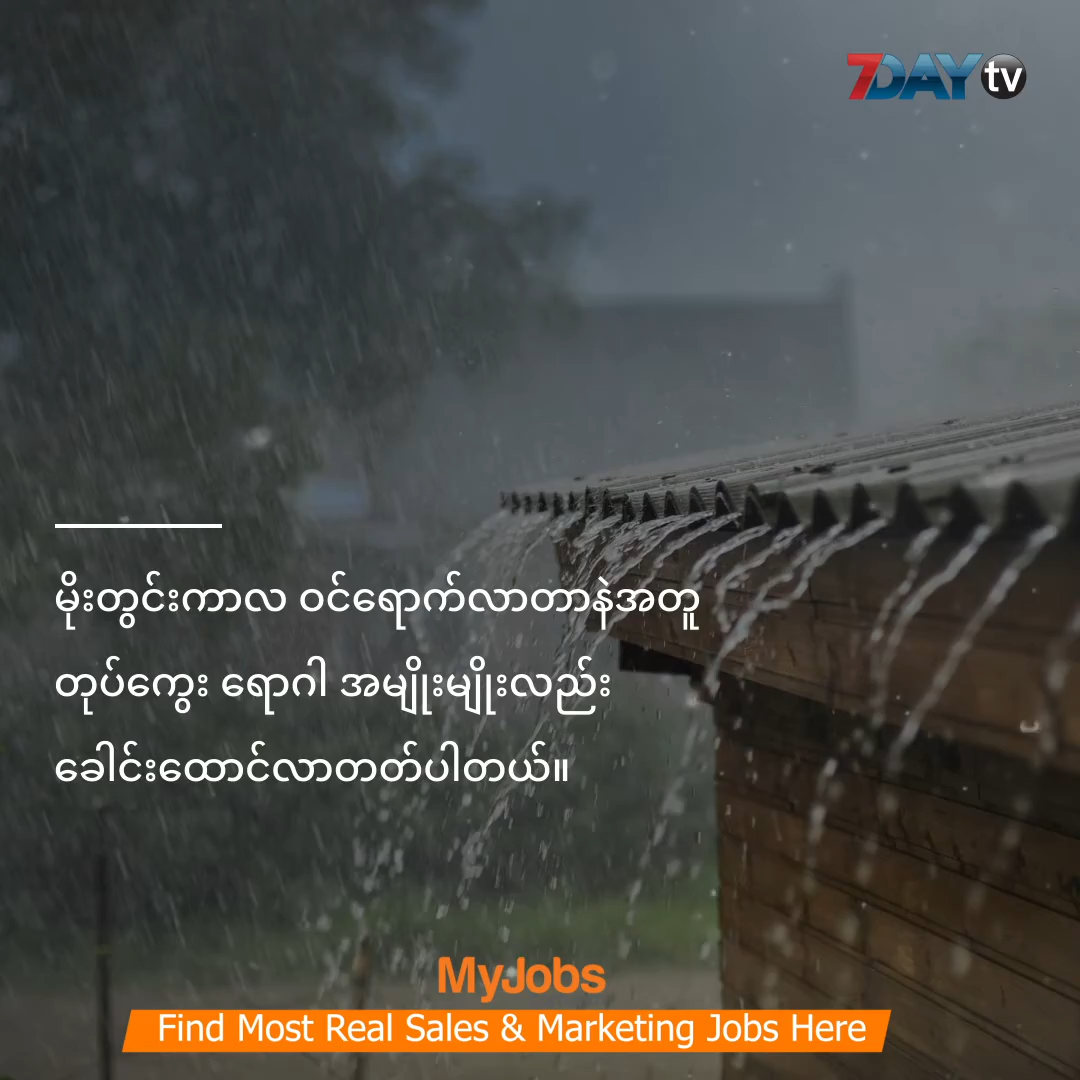 7DAY tv
မိုးတွင်းကာလ ဝင်ရောက်လာတာနဲ့အတူ
တုပ်ကွေး ရောဂါ အမျိုးမျိုးလည်း
ခေါင်းထောင်လာတတ်ပါတယ်။
MyJobs
Find Most Real Sales & Marketing Jobs Here